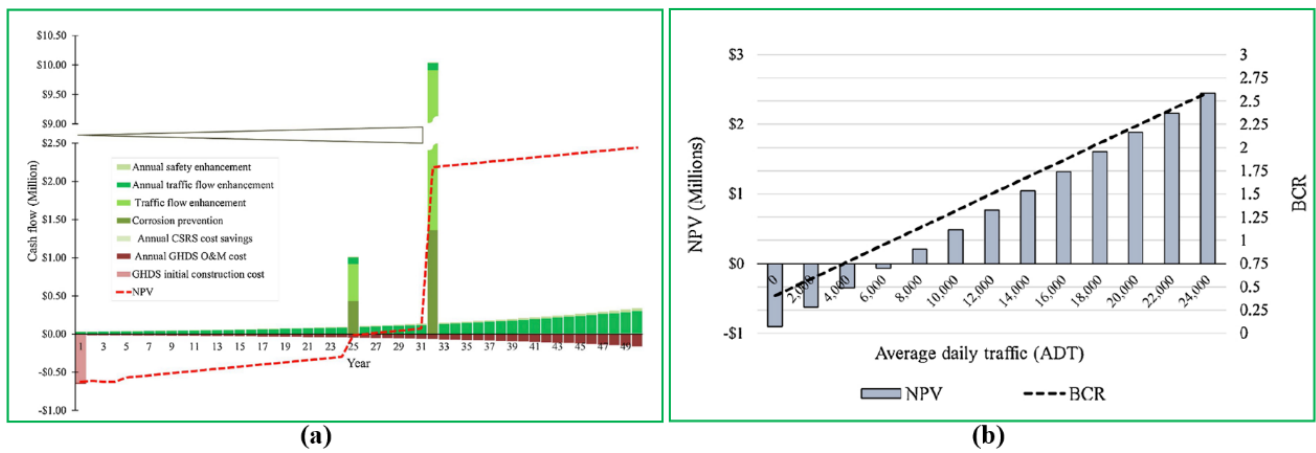 $10.50
$10.00
$9.50
$9.00
$2.50
$2.00
$1.50
$1.00
$0.50
$0.00
-$0.50
-$1.00
Cash flow (Million)
Annual safety enhancement
Annual traffic flow enhancement
Traffic flow enhancement
Corrosion prevention
Annual CSRS cost savings
Annual GHDS O&M cost
GHDS initial construction cost
NPV
1 3 5 7 9 11 13 15 17 19 21 23 25 27 29 31 33 35 37 39 41 43 45 47 49
Year
(a)
$3
$2
$1
$0
-$1
NPV (Millions)
3
2.75
2.5
2.25
2
1.75
1.5
1.25
1
0.75
0.5
0.25
0
BCR
0 2,000 4,000 6,000 8,000 10,000 12,000 14,000 16,000 18,000 20,000 22,000 24,000
Average daily traffic (ADT)
NPV BCR
(b)